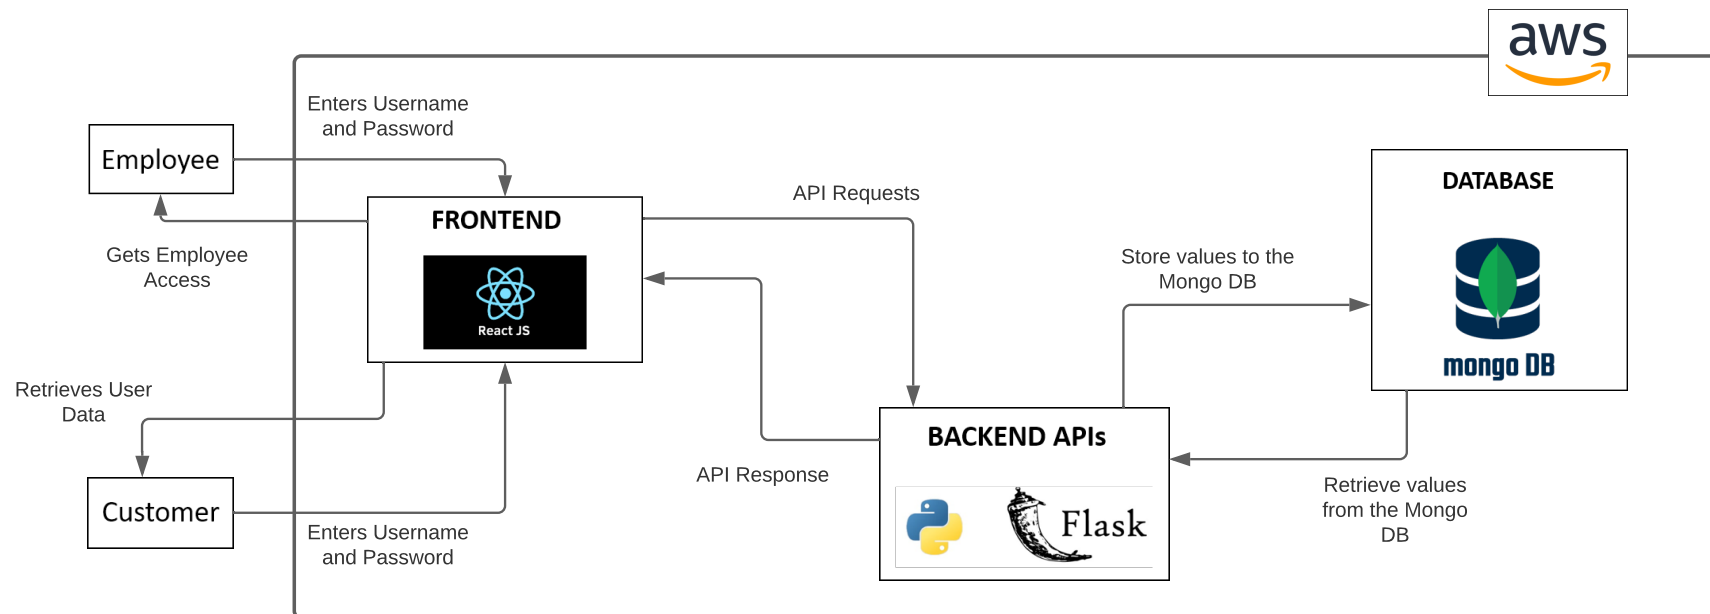 aws
Enters Username
and Password
Employee
DATABASE
API Requests
FRONTEND
Gets Employee
Access
Store values to the
Mongo DB
React JS
mongo DB
Retrieves User
Data
BACKEND APIs
API Response
Retrieve values
from the Mongo
DB
Customer
Flask
Enters Username
and Password